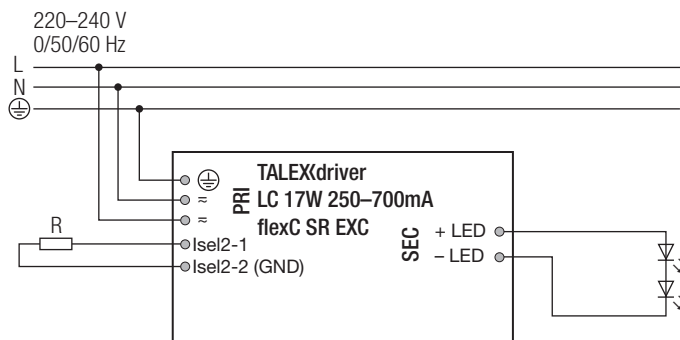 220–240 V
0/50/60 Hz
L
N
PRI
TALEXXdriver
LC 17W 250–700mA
flexC SR EXC
≂
≂
R
Isel2-1
Isel2-2 (GND)
SEC
+ LED
– LED